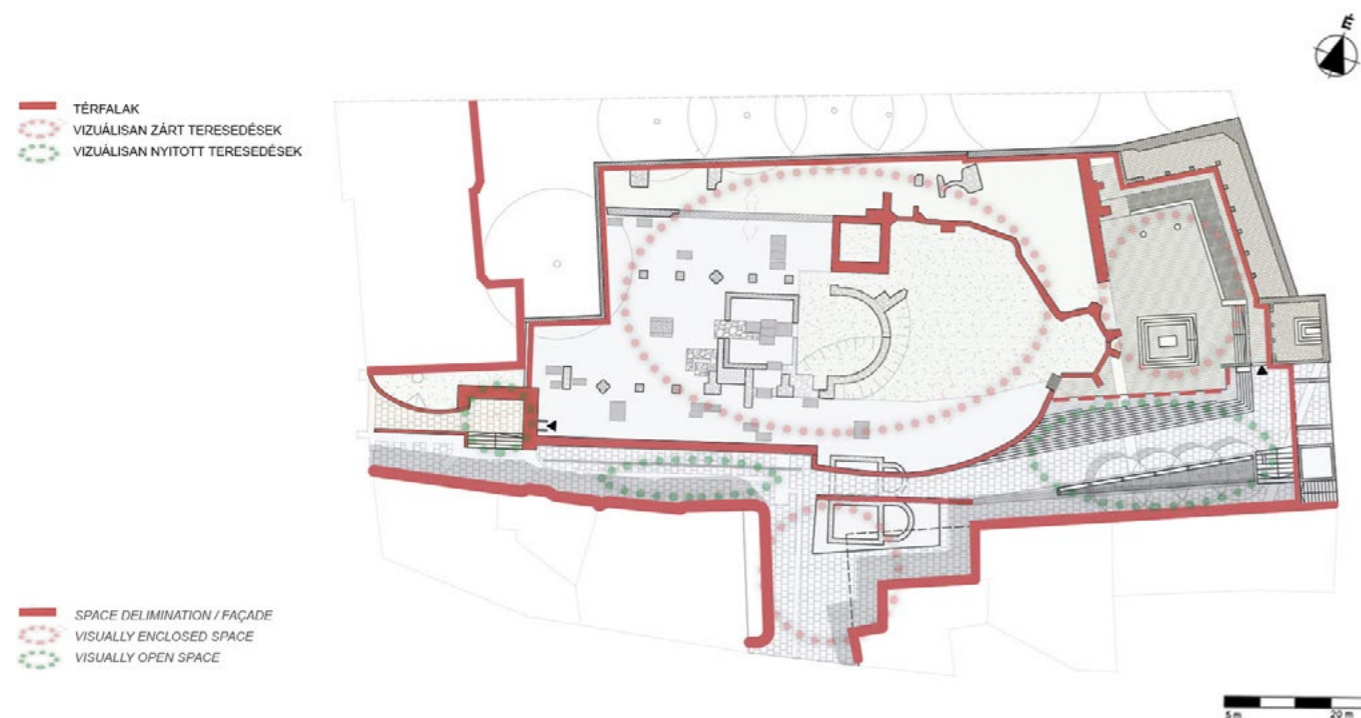 É
TÉRFALAK
VIZUÁLISAN ZÁRT TERESEDÉSEK
VIZUÁLISAN NYITOTT TERESEDÉSEK
SPACE DELIMINATION / FAÇADE
VISUALLY ENCLOSED SPACE
VISUALLY OPEN SPACE
5 m 20 m